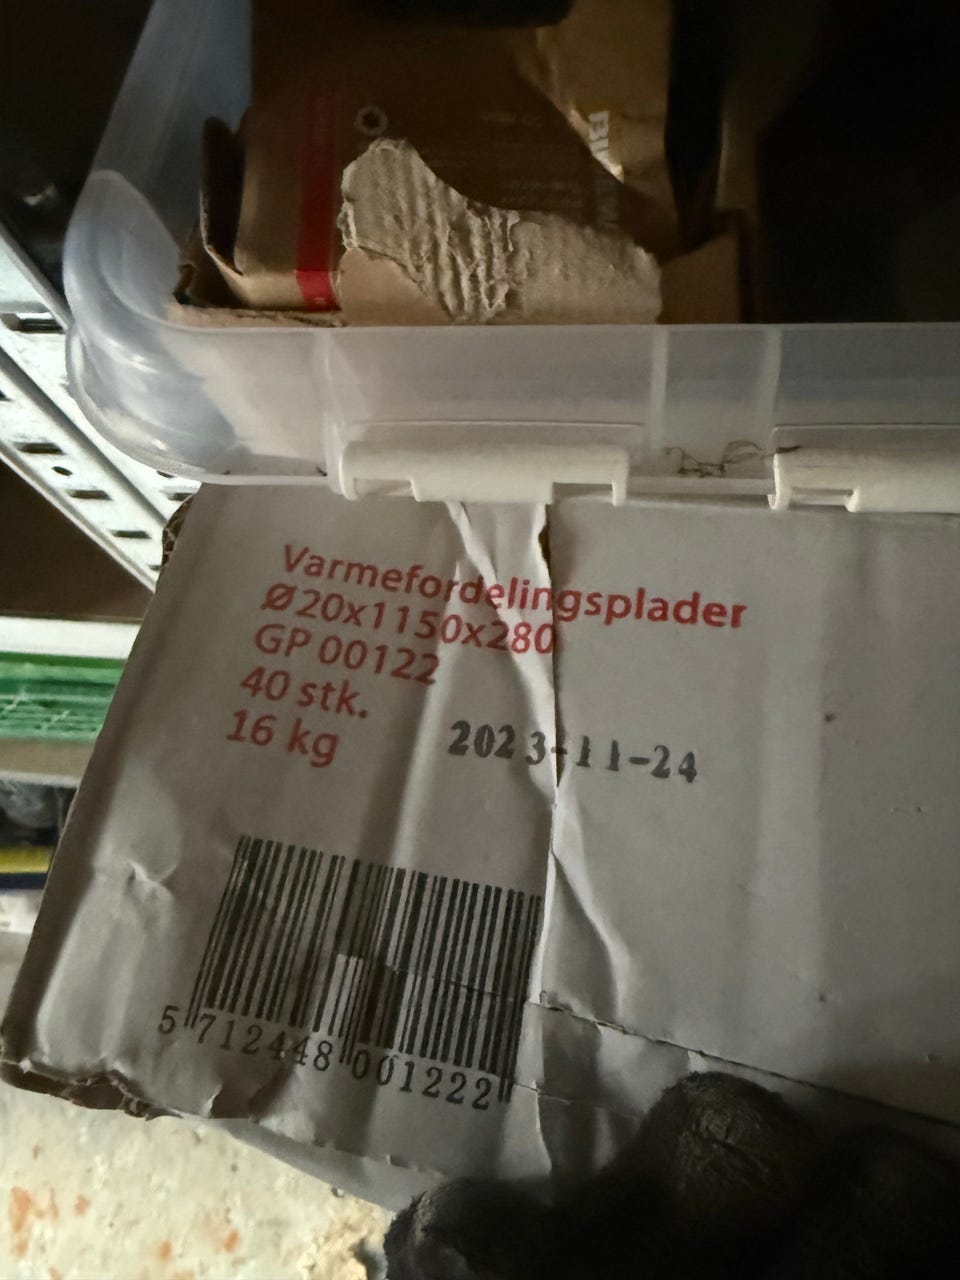 Varmefordelingsplader
Ø20x1150x280
GP 00122
40 stk.
16 kg
2023-11-24
5 712448 001222